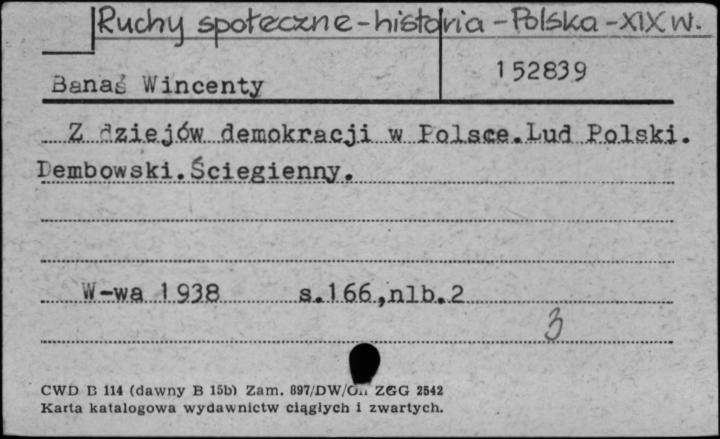 Ruchy społeczne - historia - Polska - XIX w.
152839
Banaś Wincenty
Z dziejów demokracji w Polsce.Lud Polski.
Dembowski.Ściegienny.
W-wa 1938 s.166,nlb.2
3
CWD B 114 (dawny B 15b) Zam. 897/DW/ ZGG 2542
Karta katalogowa wydawnictw ciągłych i zwartych.